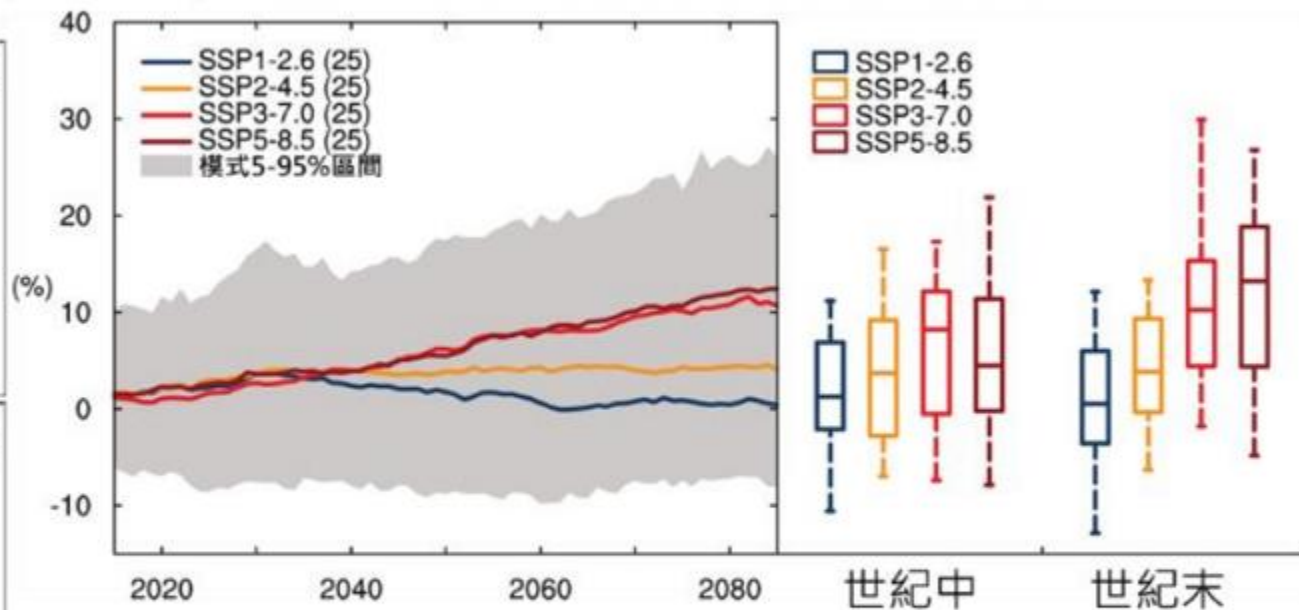 40
30
20
(%)
10
0
-10
SSP1-2.6 (25)
SSP2-4.5 (25)
SSP3-7.0 (25)
SSP5-8.5 (25)
模式5-95%區間
2020 2040 2060 2080
SSP1-2.6
SSP2-4.5
SSP3-7.0
SSP5-8.5
世紀中 世紀末